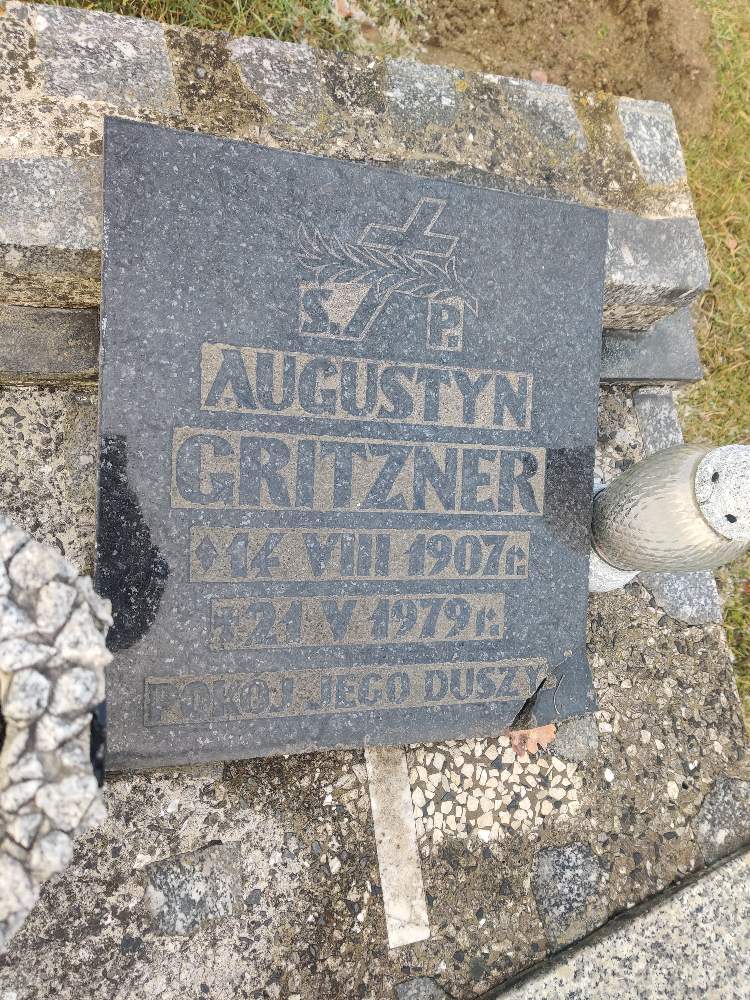 Ś. P.
AUGUSTYN
GRITZNER
* 14 VIII 1907 r.
+ 21 V 1979 r.
POKÓJ JEGO DUSZY